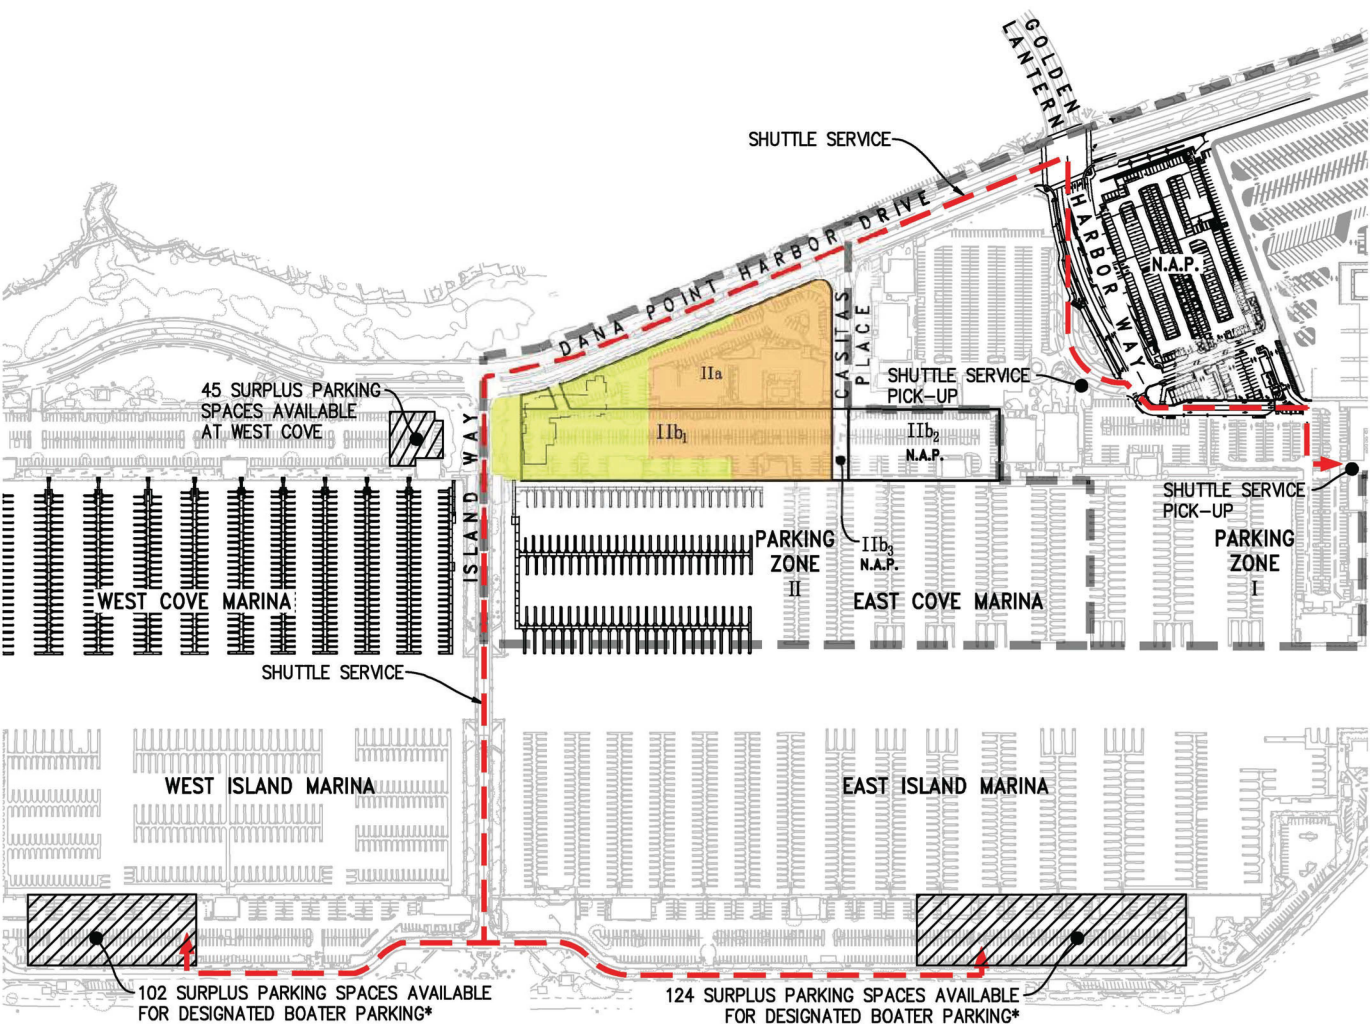 GOLDEN
LANTERN
SHUTTLE SERVICE
DANA POINT HARBOR DRIVE
HARBOR WAY
N.A.P.
CASITAS
PLACE
IIa
SHUTTLE SERVICE
PICK-UP
45 SURPLUS PARKING
SPACES AVAILABLE
AT WEST COVE
ISLAND WAY
IIb₁
IIb₂
N.A.P.
SHUTTLE SERVICE
PICK-UP
PARKING
ZONE
II
IIb₃
N.A.P.
PARKING
ZONE
I
WEST COVE MARINA
EAST COVE MARINA
SHUTTLE SERVICE
WEST ISLAND MARINA
EAST ISLAND MARINA
102 SURPLUS PARKING SPACES AVAILABLE
FOR DESIGNATED BOATER PARKING*
124 SURPLUS PARKING SPACES AVAILABLE
FOR DESIGNATED BOATER PARKING*